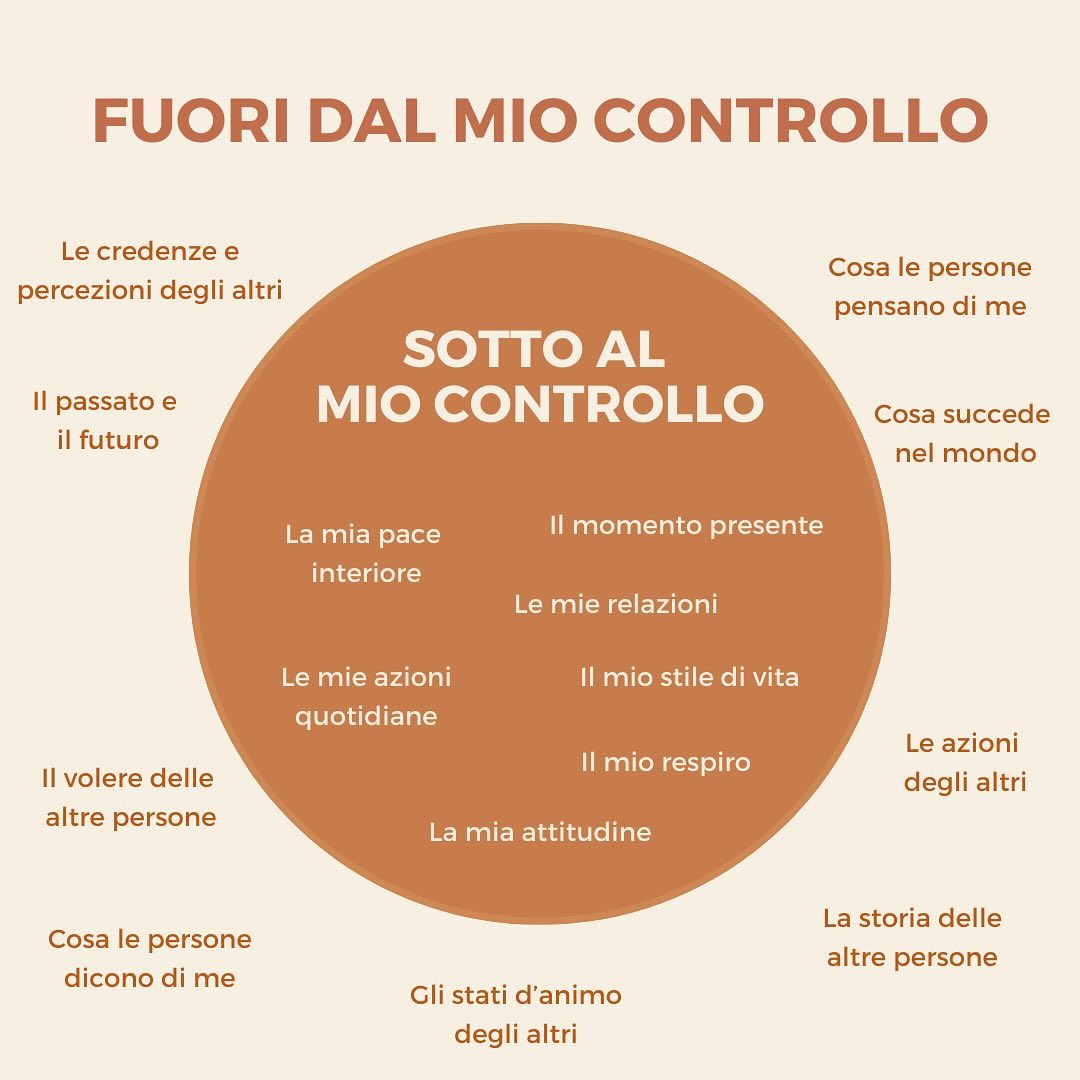 FUORI DAL MIO CONTROLLO
Le credenze e
percezioni degli altri
Cosa le persone
pensano di me
Il passato e
il futuro
Cosa succede
nel mondo
SOTTO AL
MIO CONTROLLO
La mia pace
interiore
Il momento presente
Le mie relazioni
Le mie azioni
quotidiane
Il mio stile di vita
Il mio respiro
La mia attitudine
Il volere delle
altre persone
Le azioni
degli altri
Cosa le persone
dicono di me
La storia delle
altre persone
Gli stati d’animo
degli altri